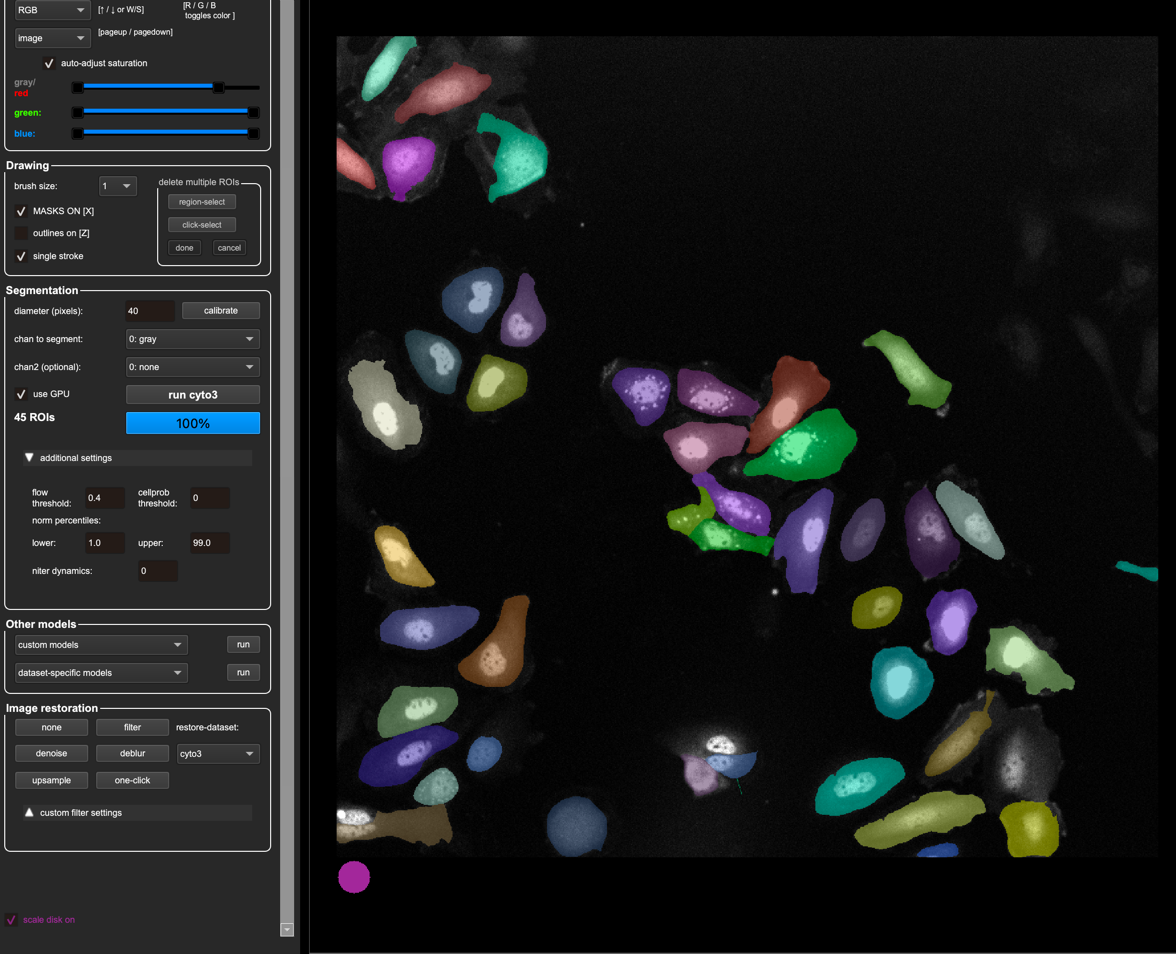 RGB
[↑ / ↓ or W/S]
[R / G / B
toggles color ]
image
[pageup / pagedown]
auto-adjust saturation
gray/
red
green:
blue:
Drawing
brush size:
1
MASKS ON [X]
outlines on [Z]
single stroke
delete multiple ROIs
region-select
click-select
done
cancel
Segmentation
diameter (pixels):
40
calibrate
chan to segment:
0: gray
chan2 (optional):
0: none
use GPU
run cyto3
45 ROIs
100%
additional settings
flow
threshold:
0.4
cellprob
threshold:
0
norm percentiles:
lower:
1.0
upper:
99.0
niter dynamics:
0
Other models
custom models
run
dataset-specific models
run
Image restoration
none
filter
restore-dataset:
denoise
deblur
cyto3
upsample
one-click
custom filter settings
scale disk on